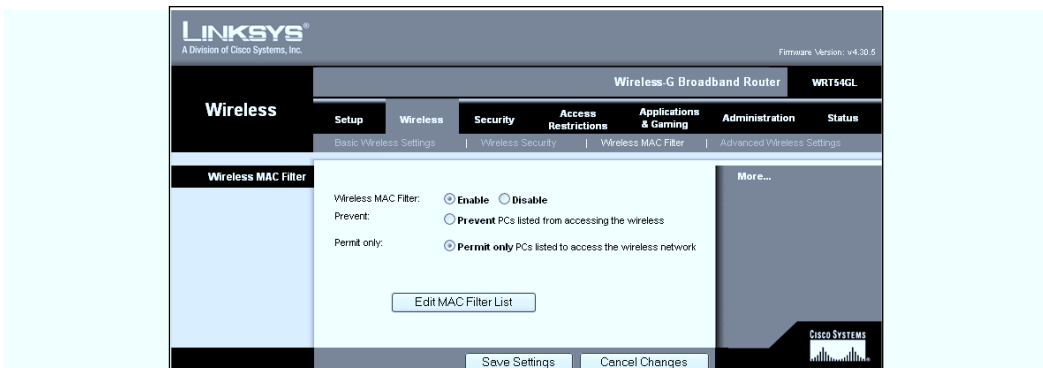 LINKSYS®
A Division of Cisco Systems, Inc.
Firmware Version: v4.30.5
Wireless-G Broadband Router WRT54GL
Wireless
Setup Wireless Security Access Restrictions Applications & Gaming Administration Status
Basic Wireless Settings | Wireless Security | Wireless MAC Filter | Advanced Wireless Settings
Wireless MAC Filter
More...
Wireless MAC Filter: Enable Disable
Prevent: Prevent PCs listed from accessing the wireless
Permit only: Permit only PCs listed to access the wireless network
Edit MAC Filter List
CISCO SYSTEMS
Save Settings Cancel Changes